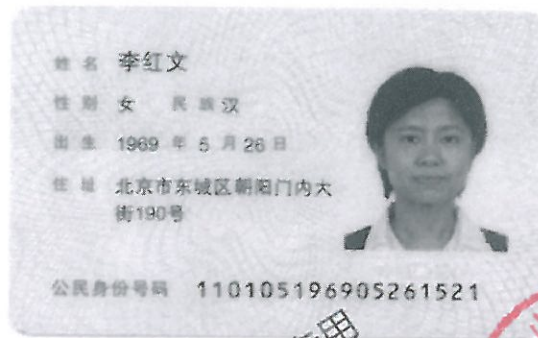 姓名 李红文
性别 女 民族汉
出生 1969 年 5 月 26 日
住址 北京市东城区朝阳门内大
街190号
公民身份号码 110105196905261521
用